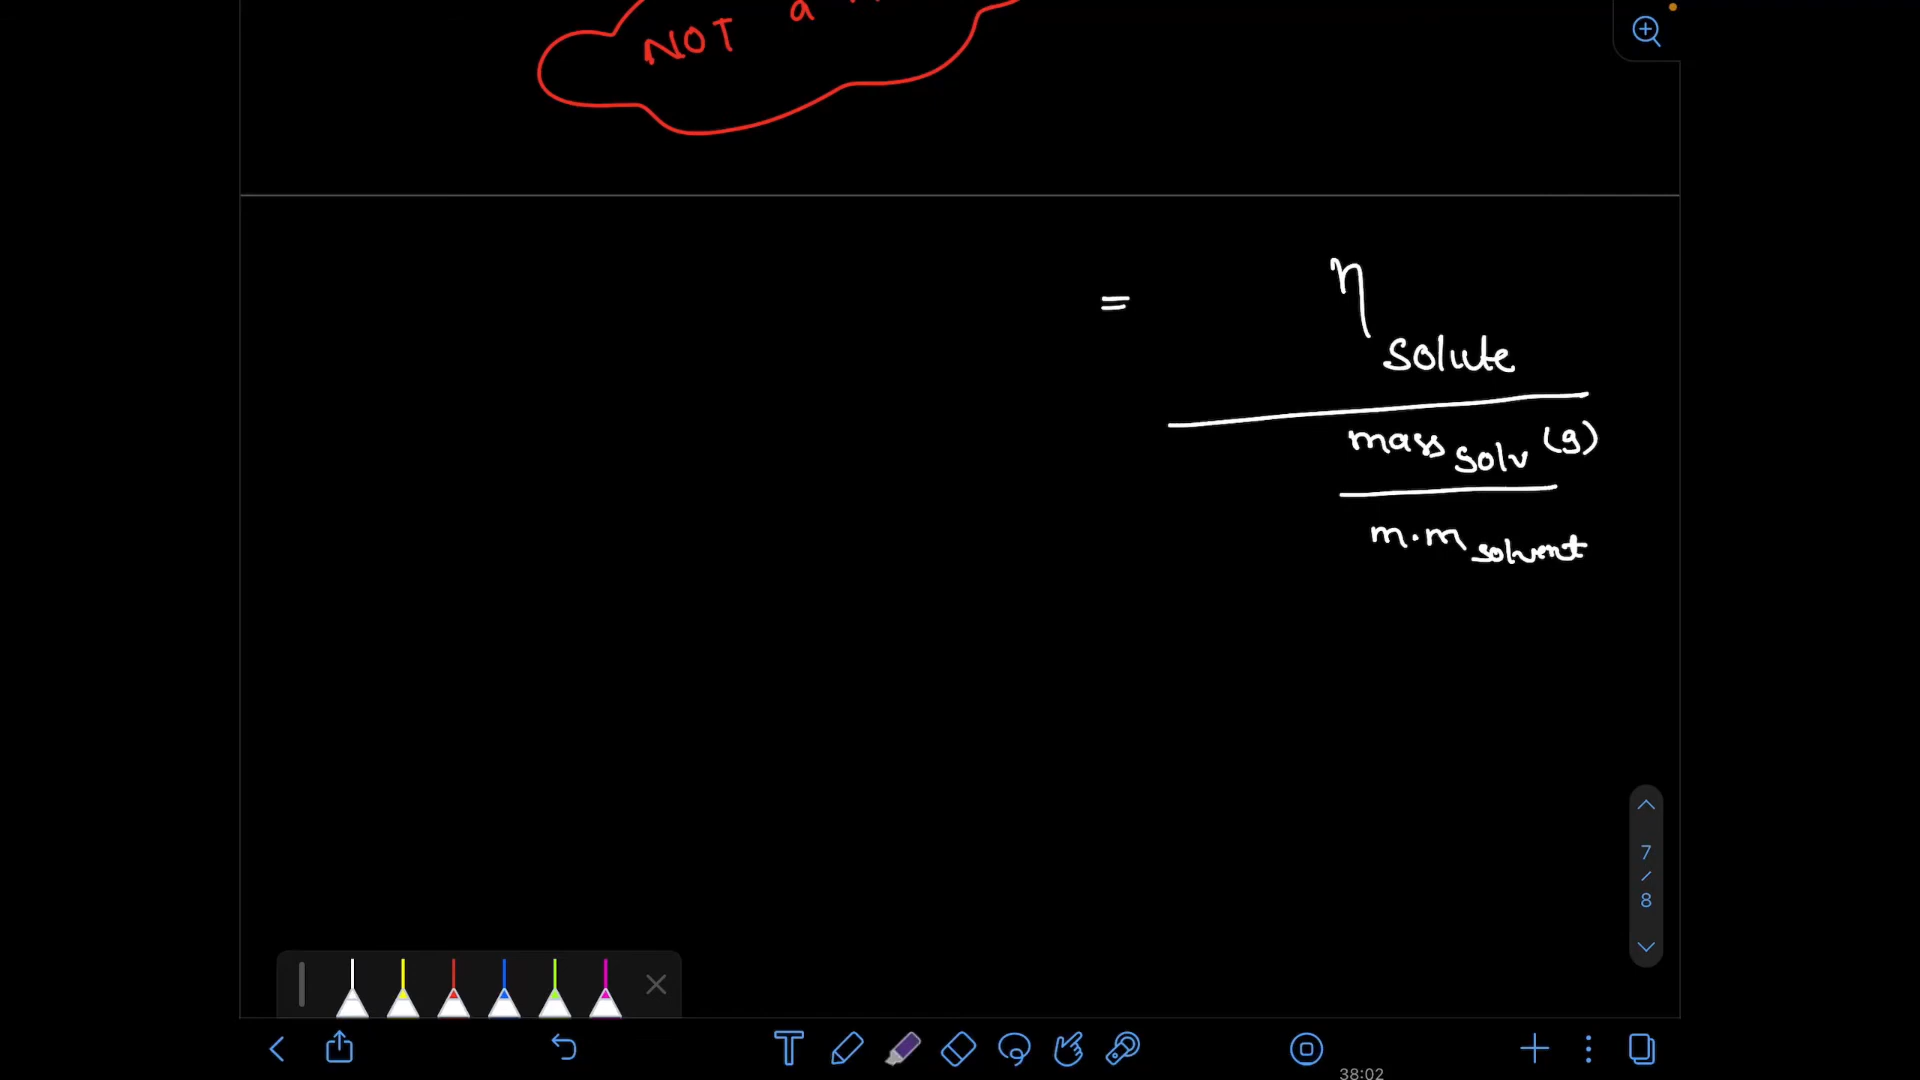 NOT a
= η
solute
mass solv (g)
m.m solvent
7
/
8
38:02